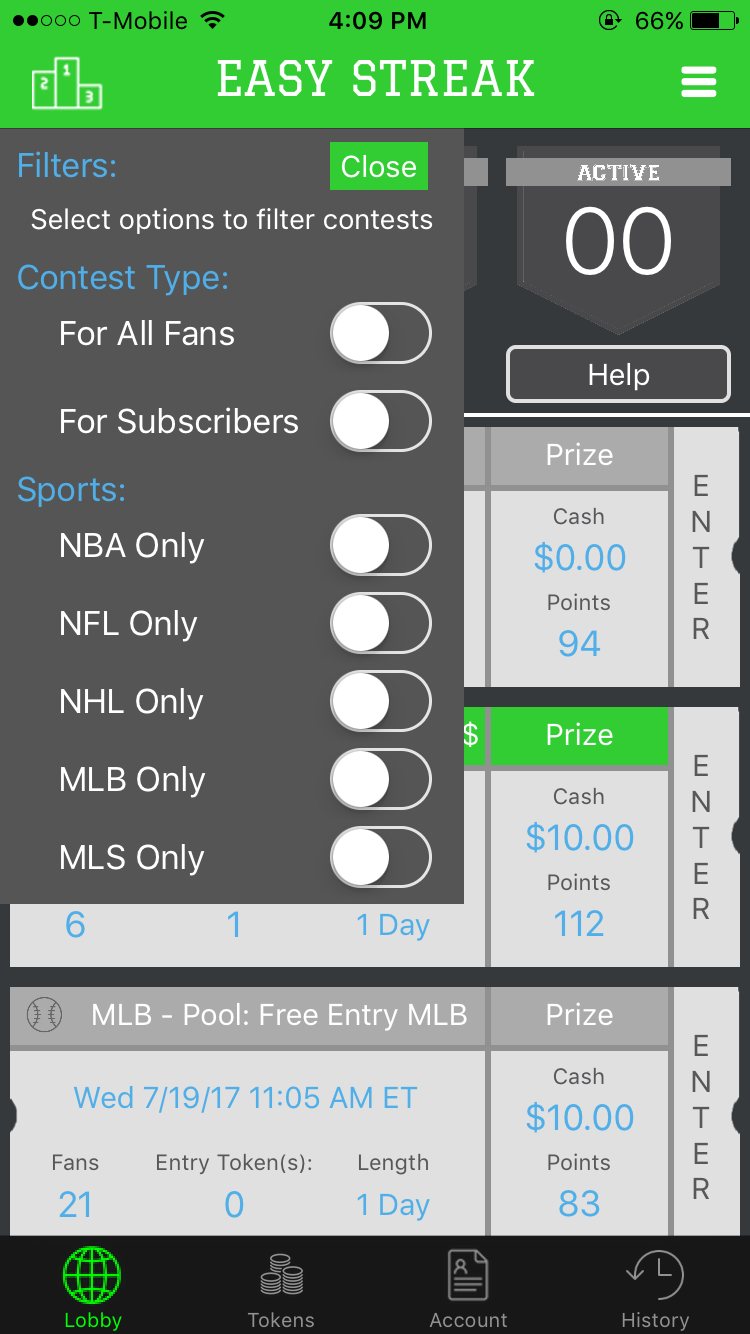 T-Mobile 4:09 PM 66%
2 1 3
EASY STREAK
Filters: Close
Select options to filter contests
Contest Type:
For All Fans
For Subscribers
Sports:
NBA Only
NFL Only
NHL Only
MLB Only
MLS Only
ACTIVE
00
Help
Prize
Cash
$0.00
Points
94
ENTER
$ Prize
Cash
$10.00
Points
6 1 1 Day 112
ENTER
MLB - Pool: Free Entry MLB Prize
Wed 7/19/17 11:05 AM ET
Cash
$10.00
Fans Entry Token(s): Length Points
21 0 1 Day 83
ENTER
Lobby Tokens Account History